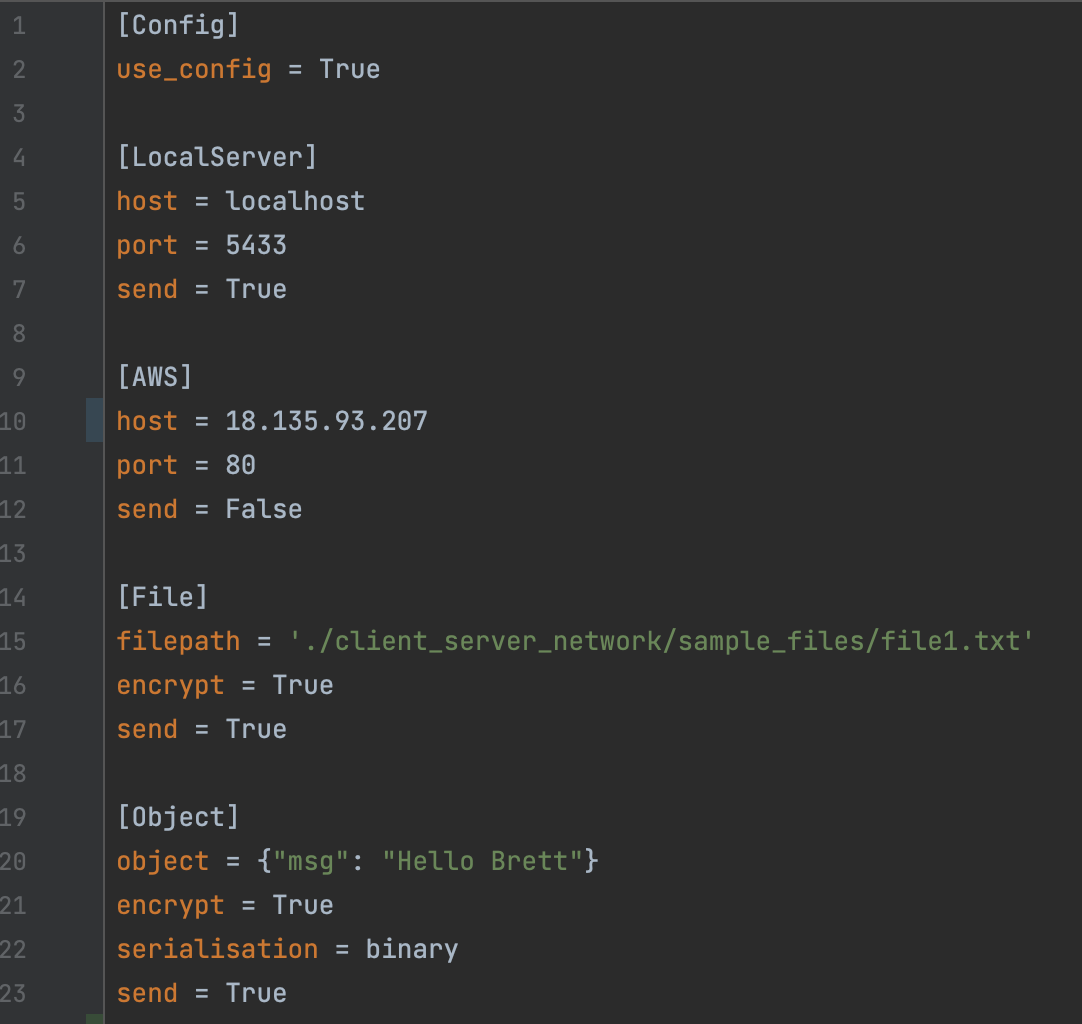 1 [Config]
2 use_config = True
3
4 [LocalServer]
5 host = localhost
6 port = 5433
7 send = True
8
9 [AWS]
10 host = 18.135.93.207
11 port = 80
12 send = False
13
14 [File]
15 filepath = './client_server_network/sample_files/file1.txt'
16 encrypt = True
17 send = True
18
19 [Object]
20 object = {"msg": "Hello Brett"}
21 encrypt = True
22 serialisation = binary
23 send = True